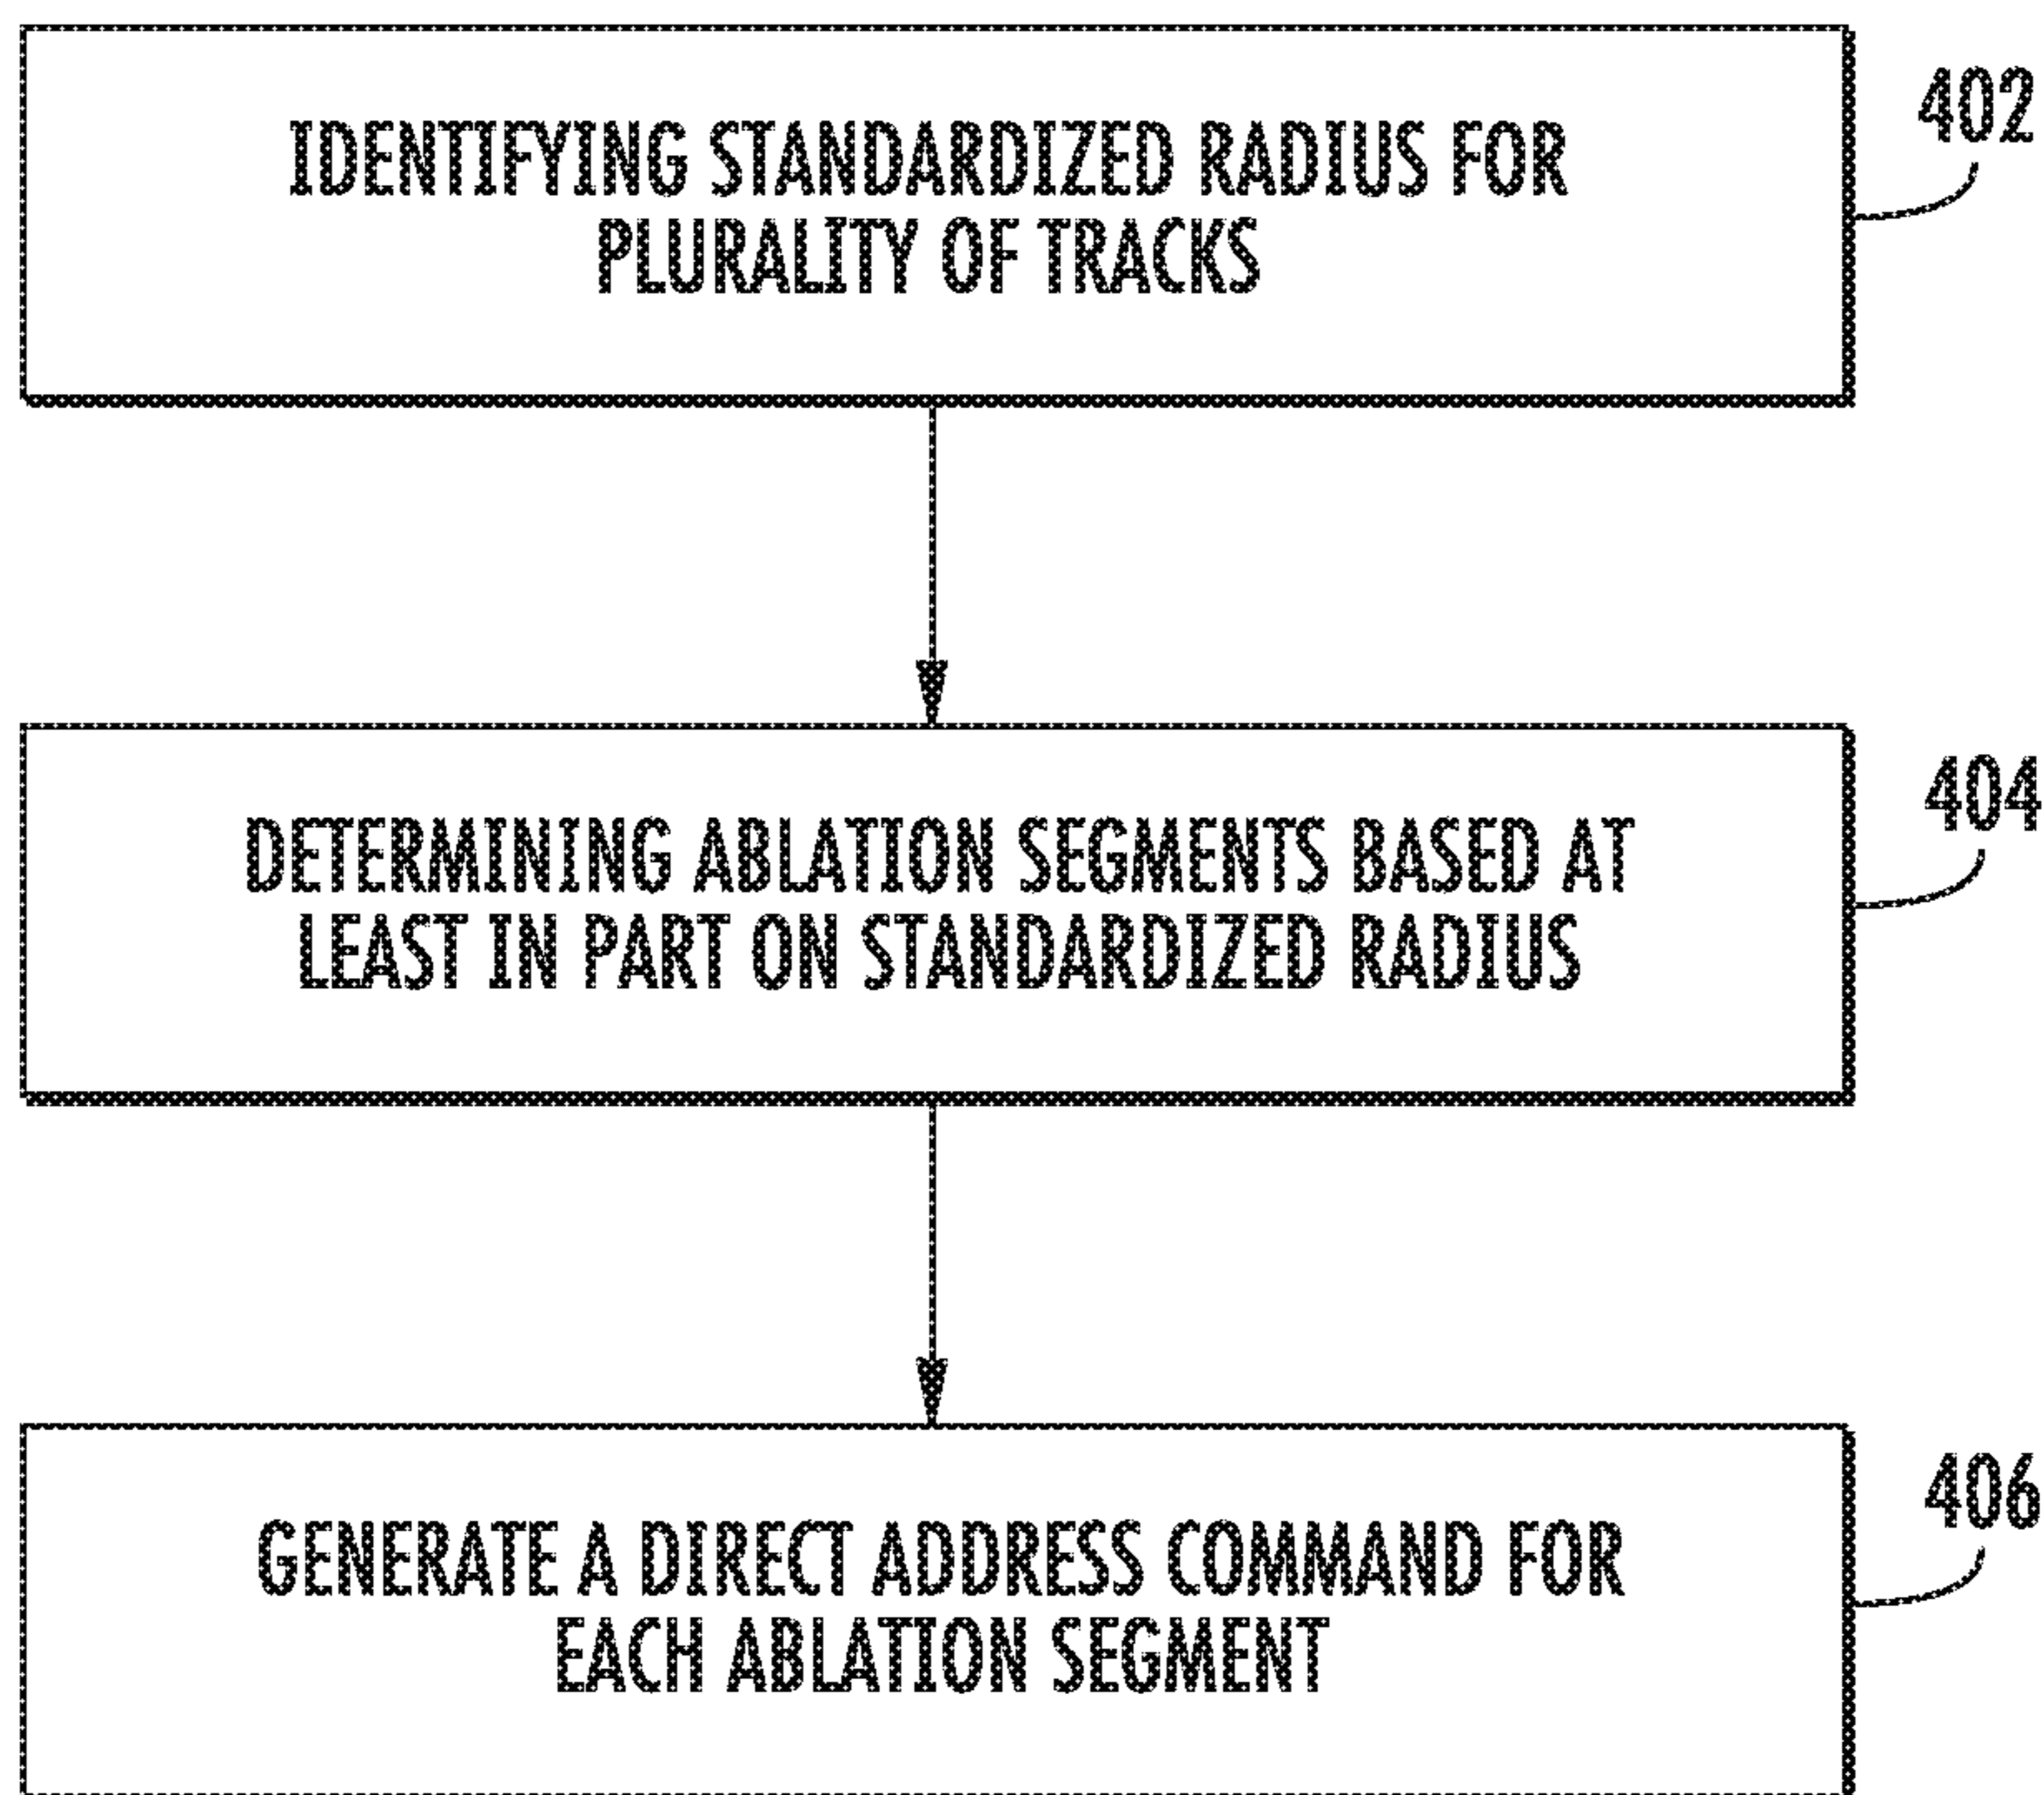 IDENTIFYING STANDARDIZED RADIUS FOR
PLURALITY OF TRACKS
402
DETERMINING ABLATION SEGMENTS BASED AT
LEAST IN PART ON STANDARDIZED RADIUS
404
GENERATE A DIRECT ADDRESS COMMAND FOR
EACH ABLATION SEGMENT
406